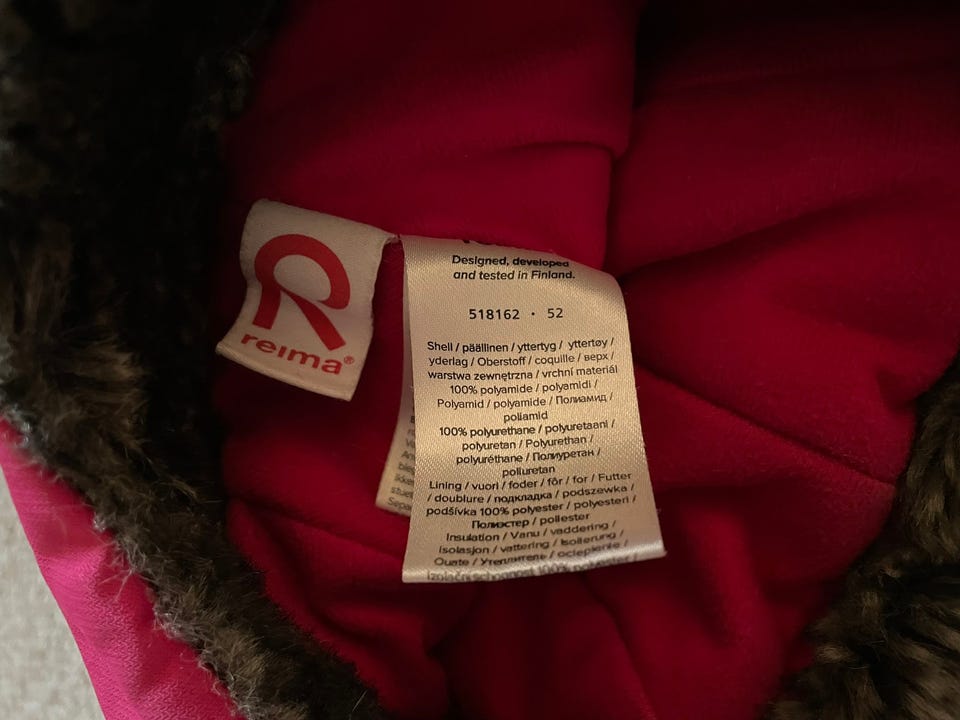 R
reima®
Designed, developed
and tested in Finland.
518162 · 52
Shell / päällinen / yttertyg / yttertøy /
yderlag / Oberstoff / coquille / верх /
warstwa zewnętrzna / vrchní materiál
100% polyamide / polyamidi /
Polyamid / polyamide / Полиамид /
poliamid
100% polyurethane / polyuretaani /
polyuretan / Polyurethan /
polyuréthane / Полиуретан /
poliuretan
Lining / vuori / foder / fôr / for / Futter
/ doublure / подкладка / podszewka /
podšívka 100% polyester / polyesteri /
Полиэстер / poliester
Insulation / Vanu / vaddering /
isolasjon / vattering / Isolierung /
Ouate / Утеплитель / ocieplenie /
100%